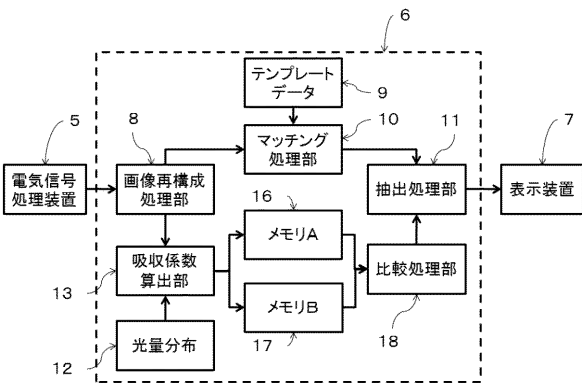 6
テンプレート
データ
9
5
8
10
11
7
電気信号
処理装置
画像再構成
処理部
マッチング
処理部
抽出処理部
表示装置
16
吸収係数
算出部
メモリA
比較処理部
13
メモリB
18
12
光量分布
17